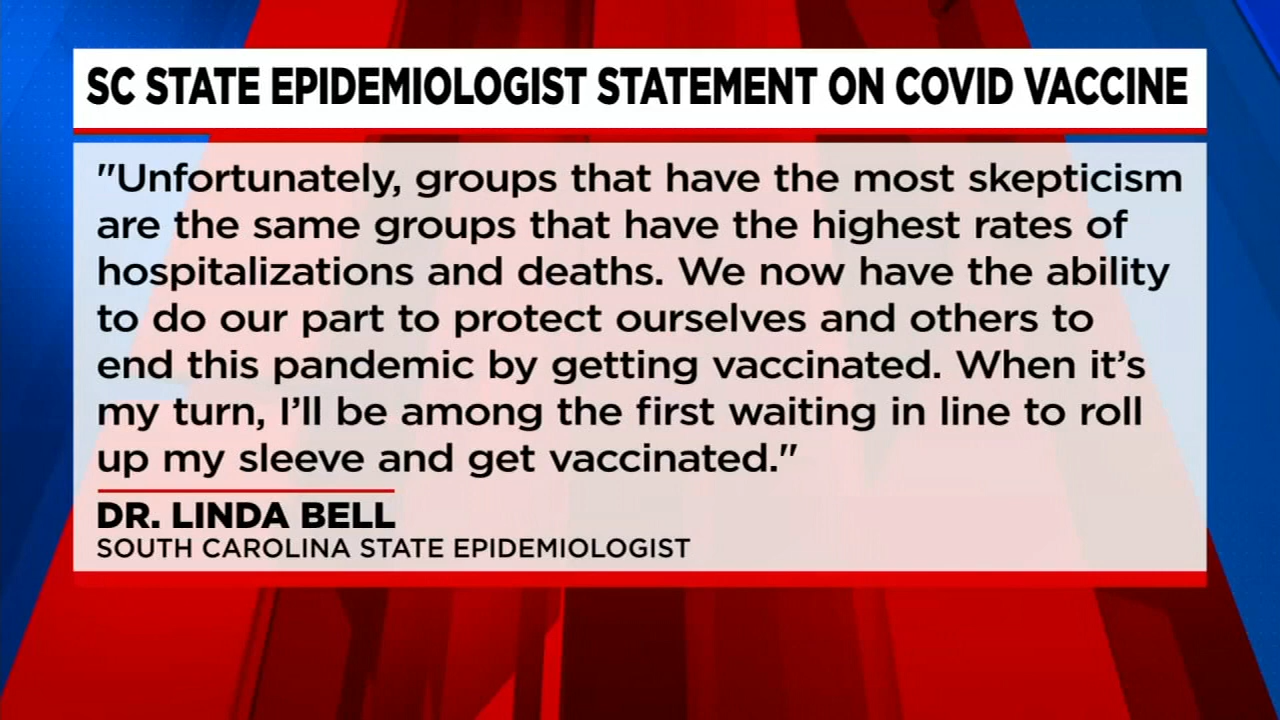 SC STATE EPIDEMIOLOGIST STATEMENT ON COVID VACCINE
"Unfortunately, groups that have the most skepticism
are the same groups that have the highest rates of
hospitalizations and deaths. We now have the ability
to do our part to protect ourselves and others to
end this pandemic by getting vaccinated. When it’s
my turn, I’ll be among the first waiting in line to roll
up my sleeve and get vaccinated."
DR. LINDA BELL
SOUTH CAROLINA STATE EPIDEMIOLOGIST